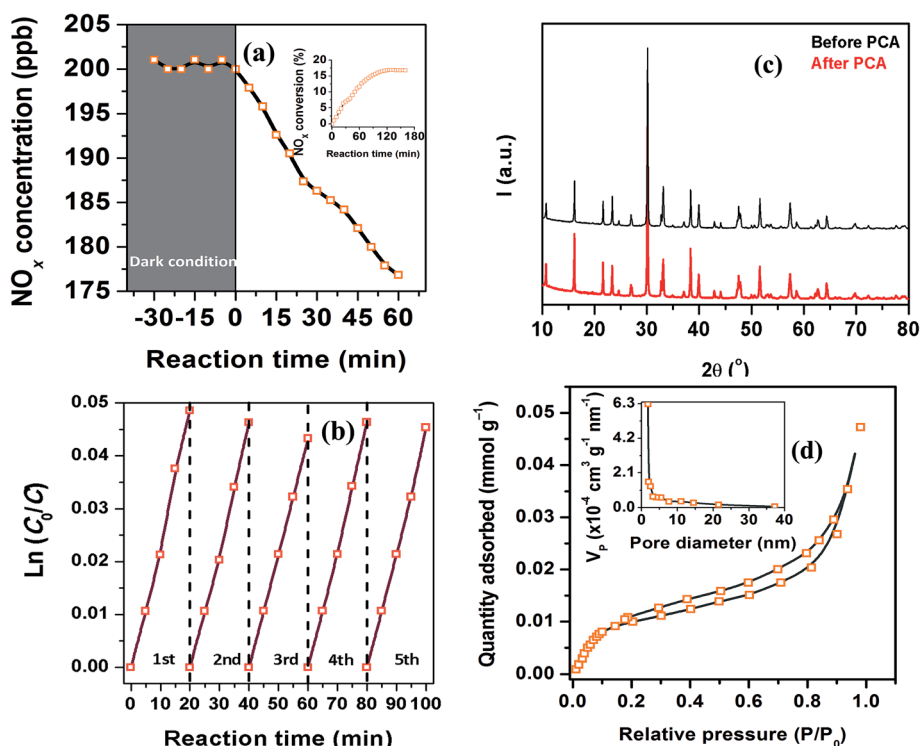 (a)
NOx concentration (ppb)
205
200
195
190
185
180
175
Dark condition
-30 -15 0 15 30 45 60
Reaction time (min)
NOx conversion (%)
20
15
10
5
0
0 60 120 180
Reaction time (min)
(c)
Before PCA
After PCA
I (a.u.)
10 20 30 40 50 60 70 80
2θ (°)
(b)
Ln (C0/C)
0.05
0.04
0.03
0.02
0.01
0.00
1st 2nd 3rd 4th 5th
0 10 20 30 40 50 60 70 80 90 100
Reaction time (min)
(d)
Quantity adsorbed (mmol g⁻¹)
0.05
0.04
0.03
0.02
0.01
0.00
0.0 0.2 0.4 0.6 0.8 1.0
Relative pressure (P/P0)
VP (x10⁻⁴ cm³ g⁻¹ nm⁻¹)
6.3
4.2
2.1
0.0
0 10 20 30 40
Pore diameter (nm)